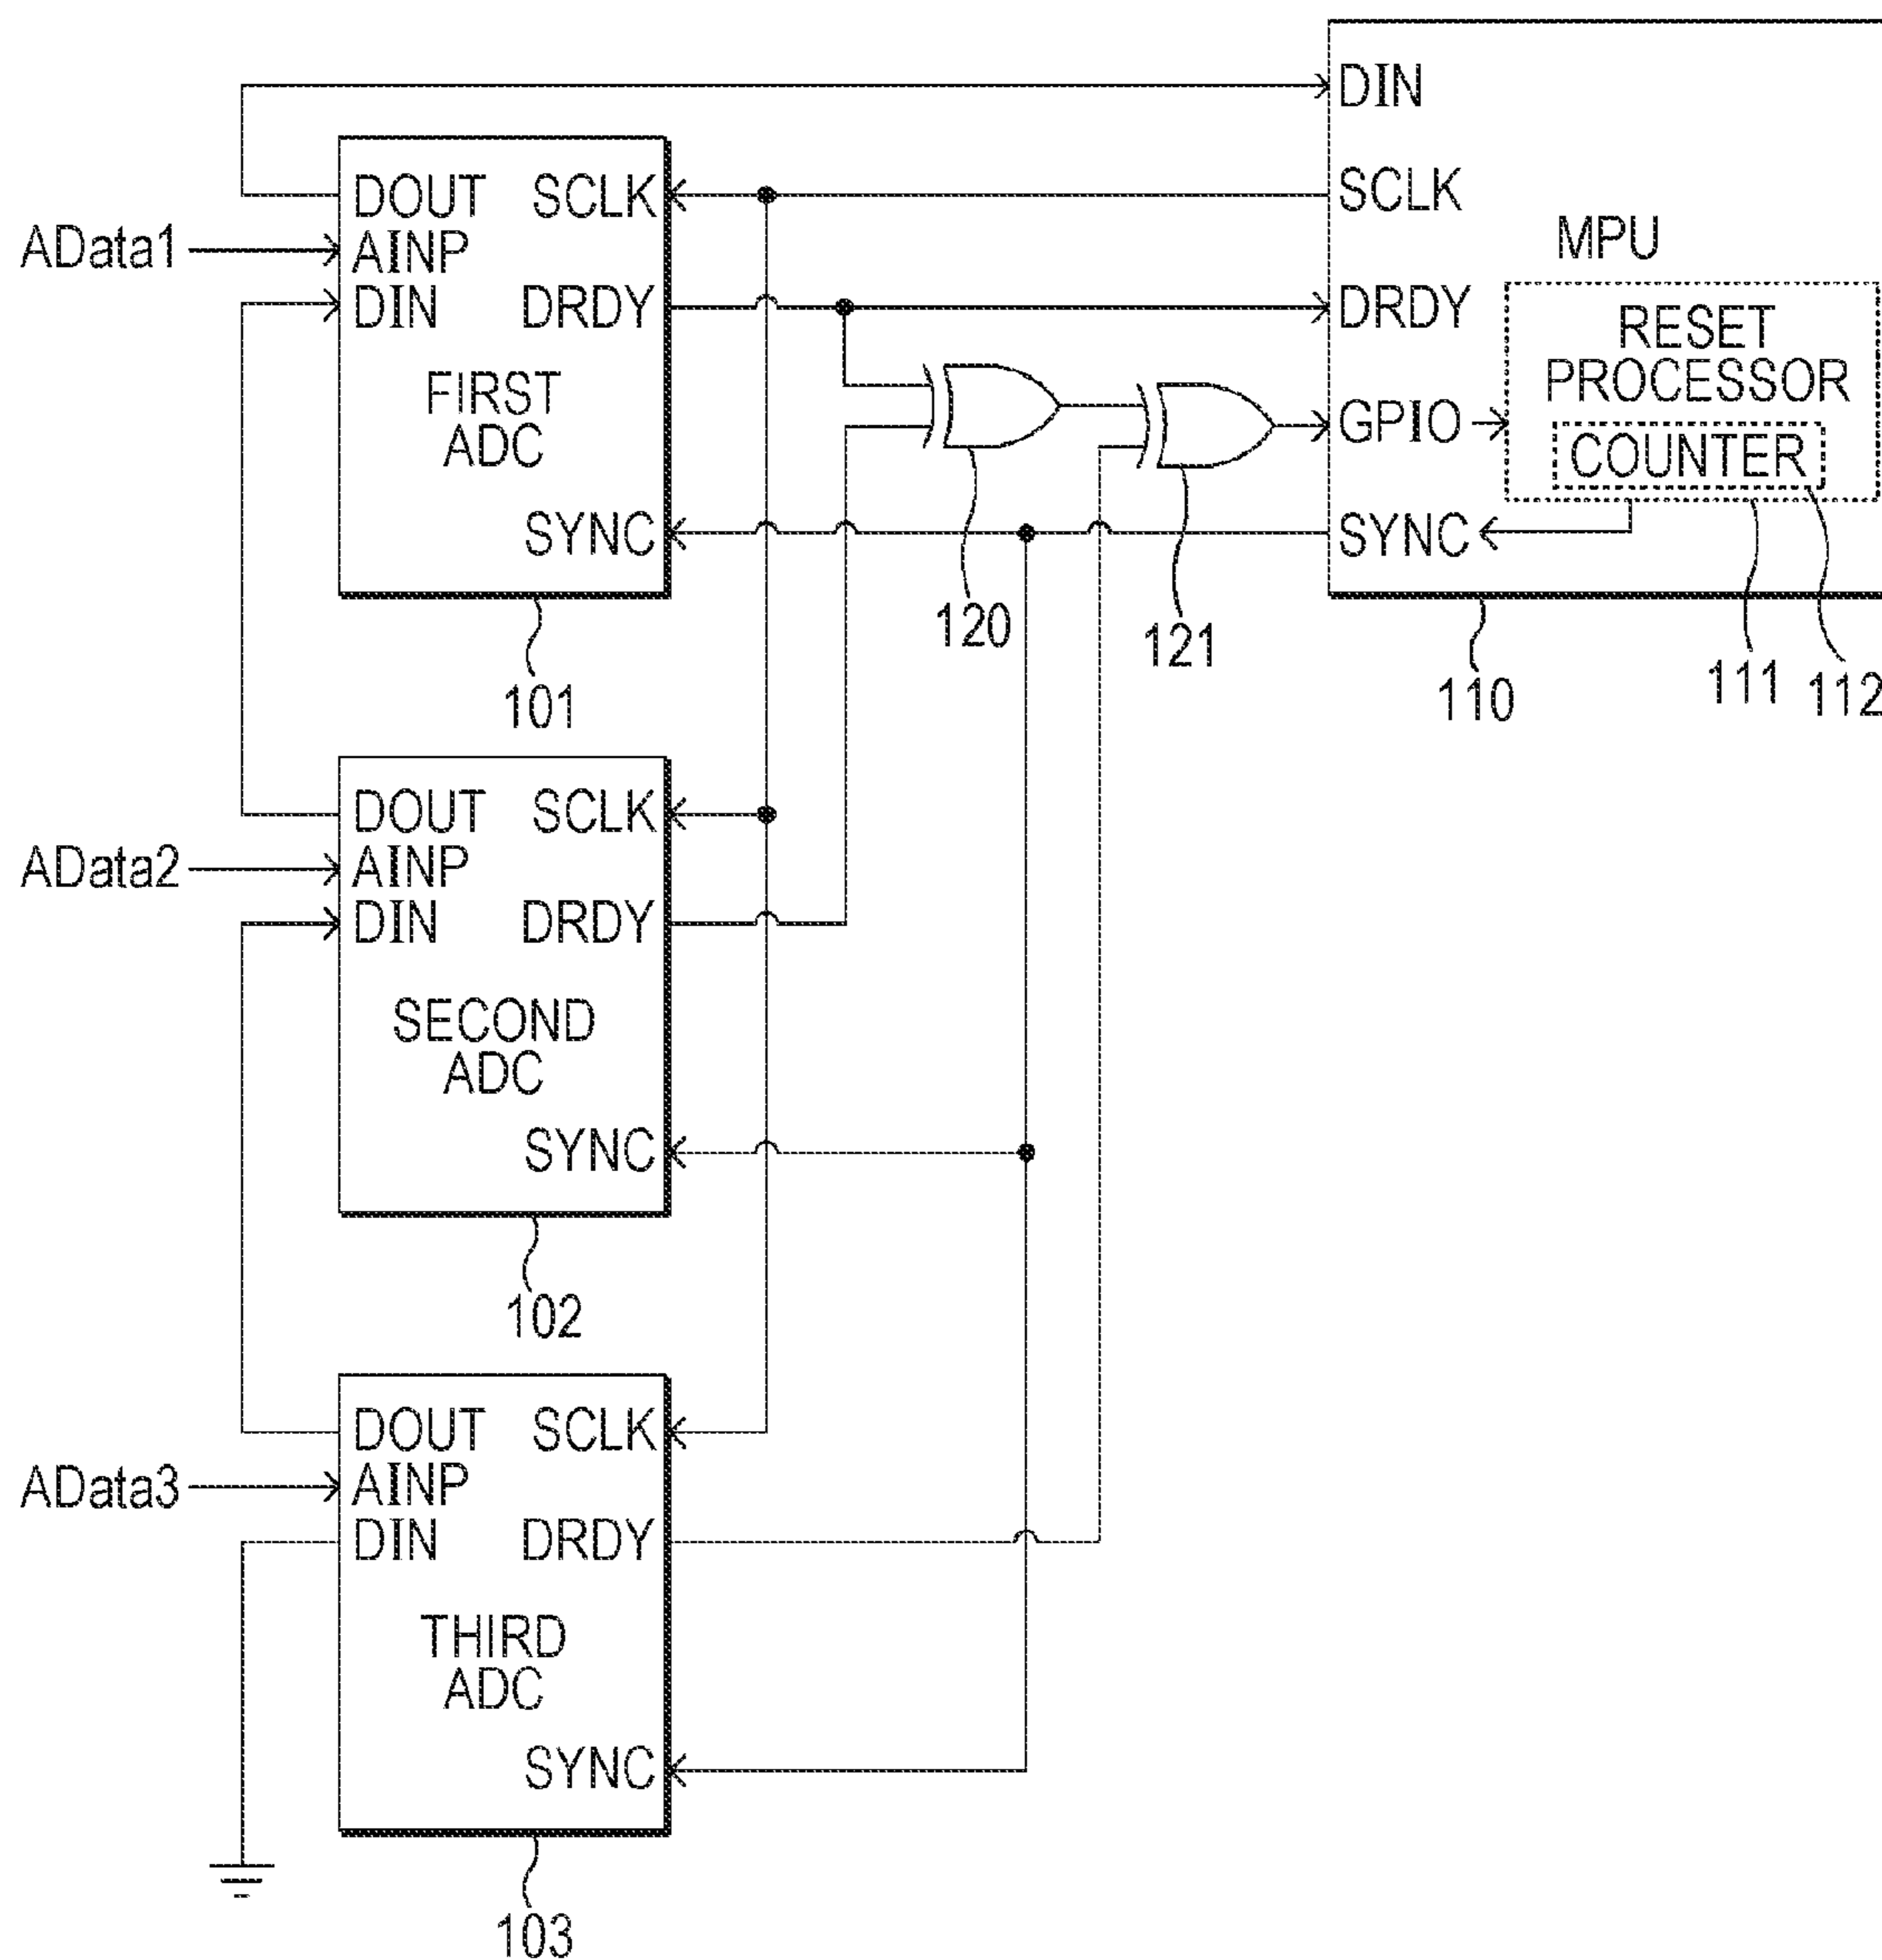 DIN
SCLK
MPU
DRDY
RESET
PROCESSOR
GPIO
COUNTER
SYNC
110
111
112
120
121
DOUT SCLK
AData1
AINP
DIN DRDY
FIRST
ADC
SYNC
101
DOUT SCLK
AData2
AINP
DIN DRDY
SECOND
ADC
SYNC
102
DOUT SCLK
AData3
AINP
DIN DRDY
THIRD
ADC
SYNC
103